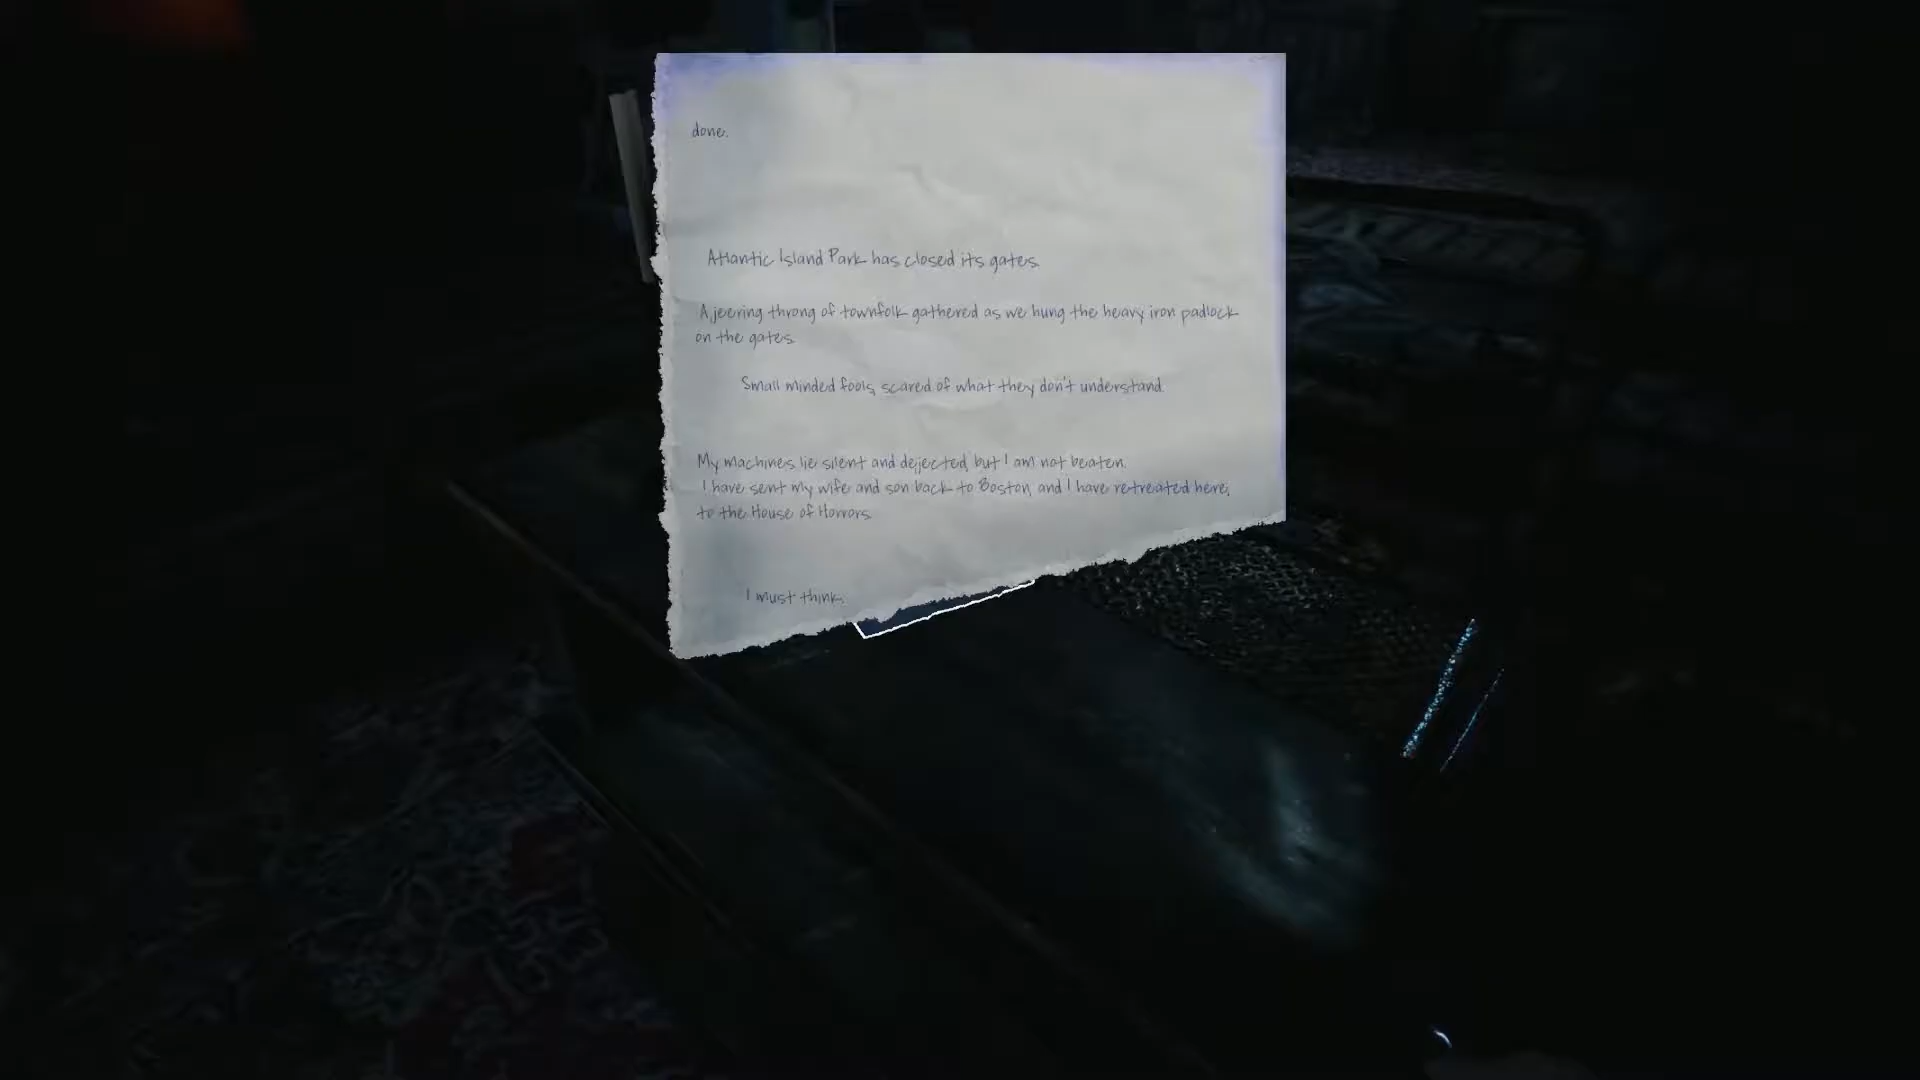 done.
Atlantic Island Park has closed its gates.
A jeering throng of townfolk gathered as we hung the heavy iron padlock
on the gates.
Small minded fools, scared of what they don't understand.
My machines lie silent and dejected, but I am not beaten.
I have sent my wife and son back to Boston, and I have retreated here,
to the House of Horrors.
I must think.